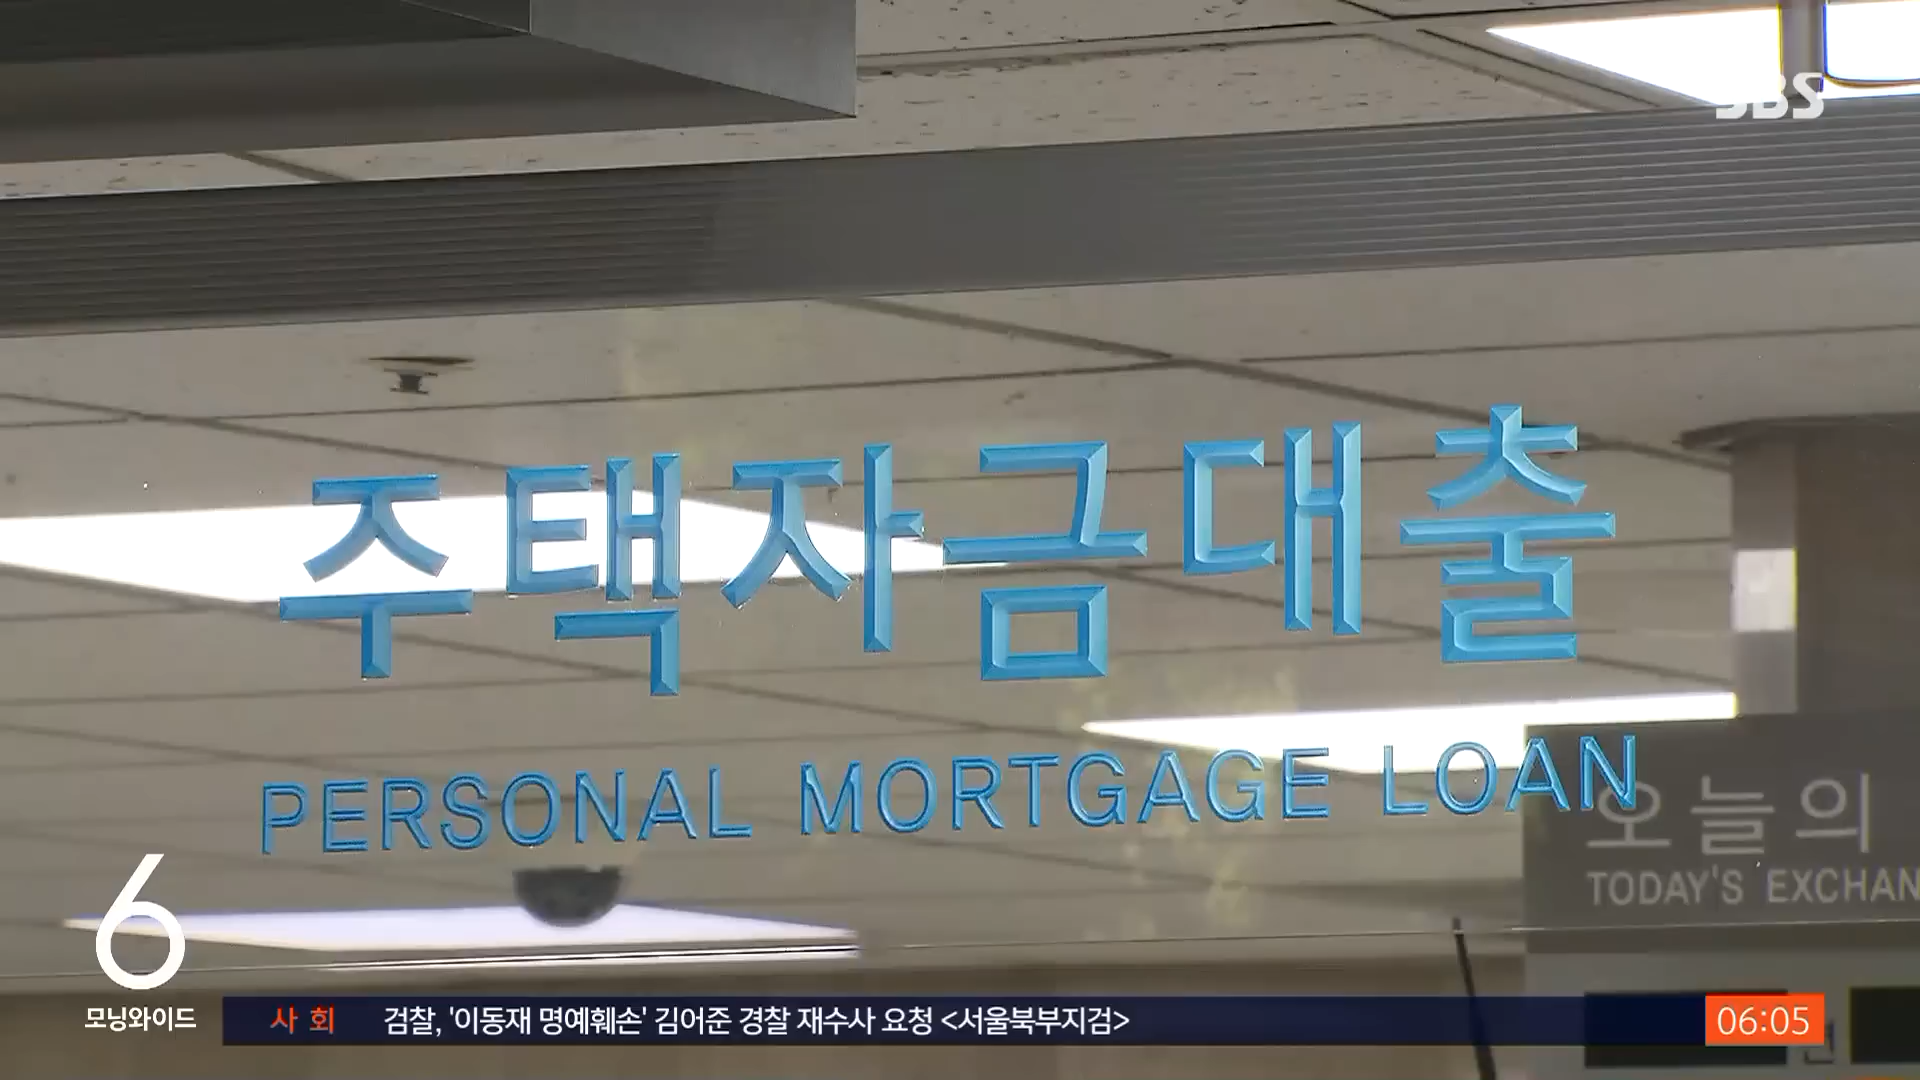 SBS
주택자금대출
PERSONAL MORTGAGE LOAN
오늘의
TODAY'S EXCHAN
6
모닝와이드
사회 검찰, '이동재 명예훼손' 김어준 경찰 재수사 요청 <서울북부지검> 06:05
원